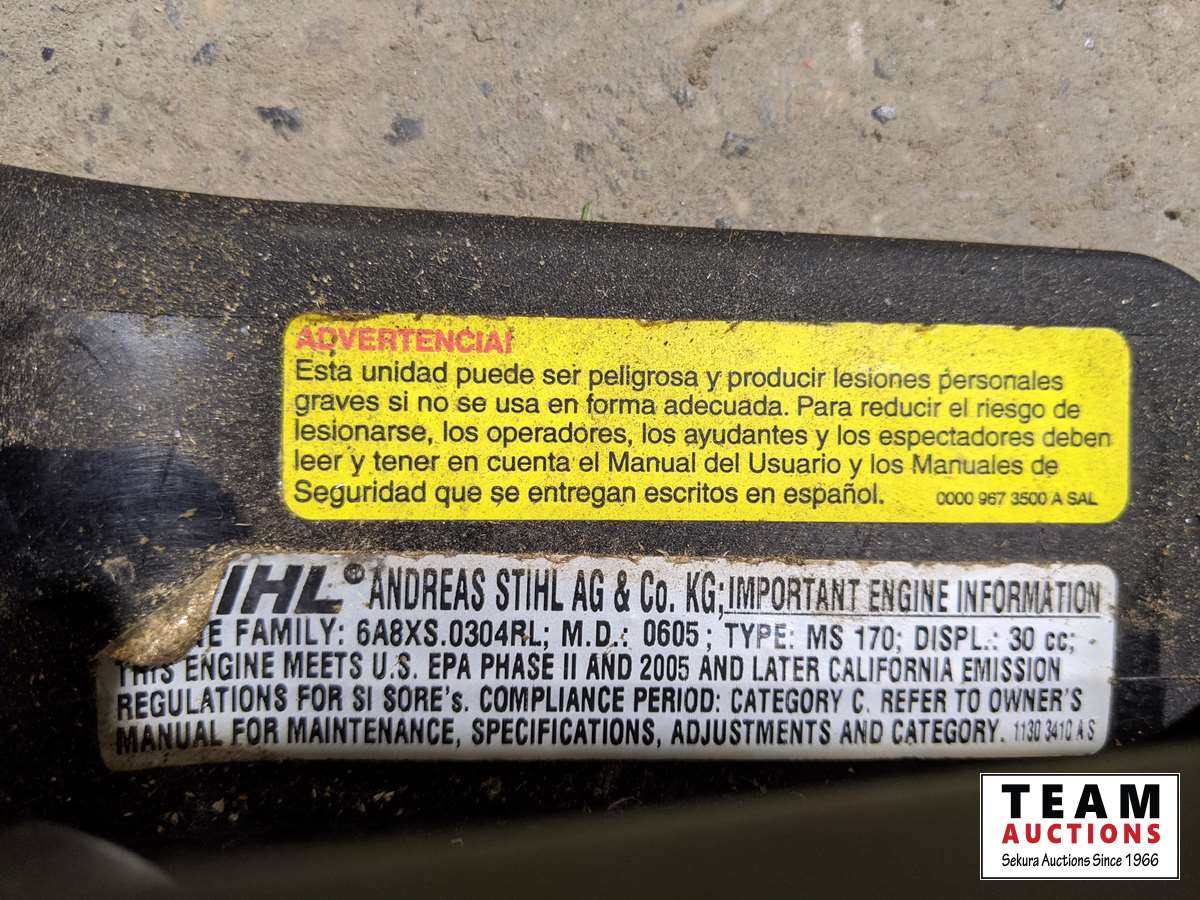 ADVERTENCIA!
Esta unidad puede ser peligrosa y producir lesiones personales
graves si no se usa en forma adecuada. Para reducir el riesgo de
lesionarse, los operadores, los ayudantes y los espectadores deben
leer y tener en cuenta el Manual del Usuario y los Manuales de
Seguridad que se entregan escritos en español. 0000 967 3500 A SAL
IHL® ANDREAS STIHL AG & Co. KG; IMPORTANT ENGINE INFORMATION
NE FAMILY: 6A8XS.0304RL; M.D.: 0605; TYPE: MS 170; DISPL.: 30 cc;
THIS ENGINE MEETS U.S. EPA PHASE II AND 2005 AND LATER CALIFORNIA EMISSION
REGULATIONS FOR SI SORE's. COMPLIANCE PERIOD: CATEGORY C. REFER TO OWNER'S
MANUAL FOR MAINTENANCE, SPECIFICATIONS, ADJUSTMENTS AND CATEGORY. 1130 3410 A S
TEAM
AUCTIONS
Sekura Auctions Since 1966